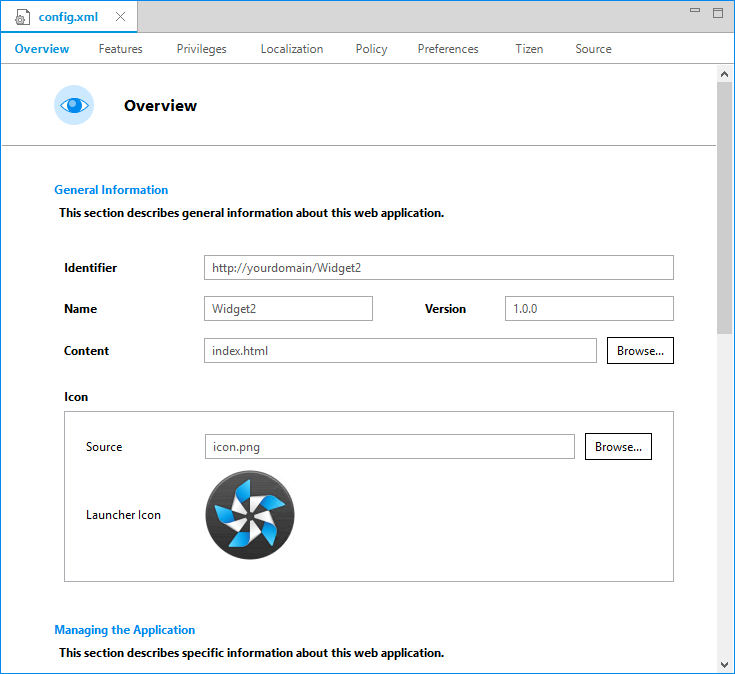 config.xml
Overview Features Privileges Localization Policy Preferences Tizen Source
Overview
General Information
This section describes general information about this web application.
Identifier http://yourdomain/Widget2
Name Widget2 Version 1.0.0
Content index.html Browse...
Icon
Source icon.png Browse...
Launcher Icon
Managing the Application
This section describes specific information about this web application.